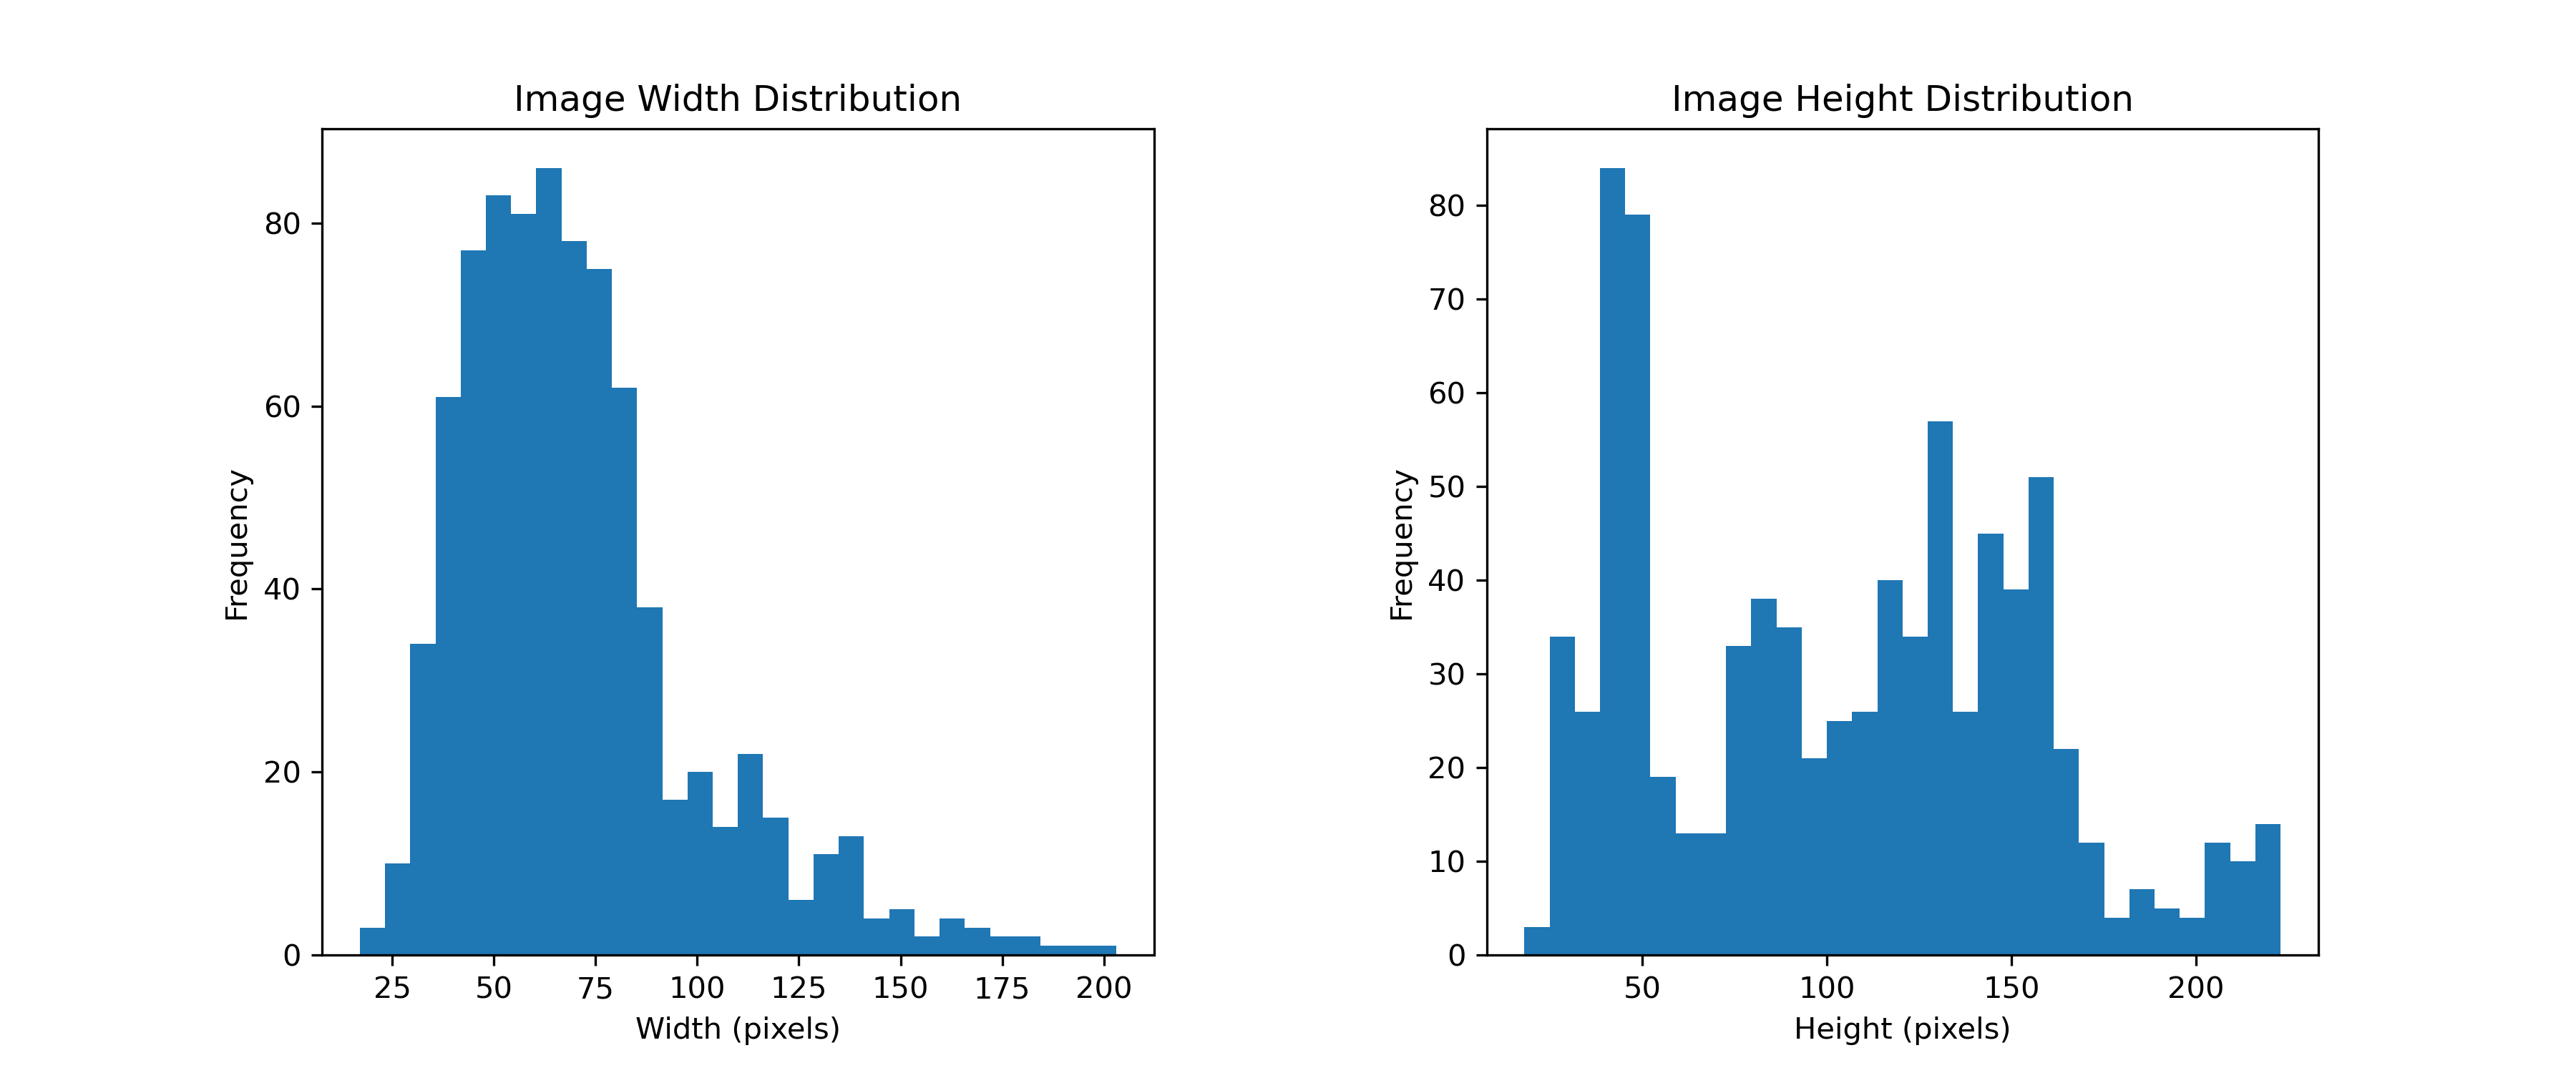 Image Width Distribution
Frequency
80
60
40
20
0
25 50 75 100 125 150 175 200
Width (pixels)
Image Height Distribution
Frequency
80
70
60
50
40
30
20
10
0
50 100 150 200
Height (pixels)